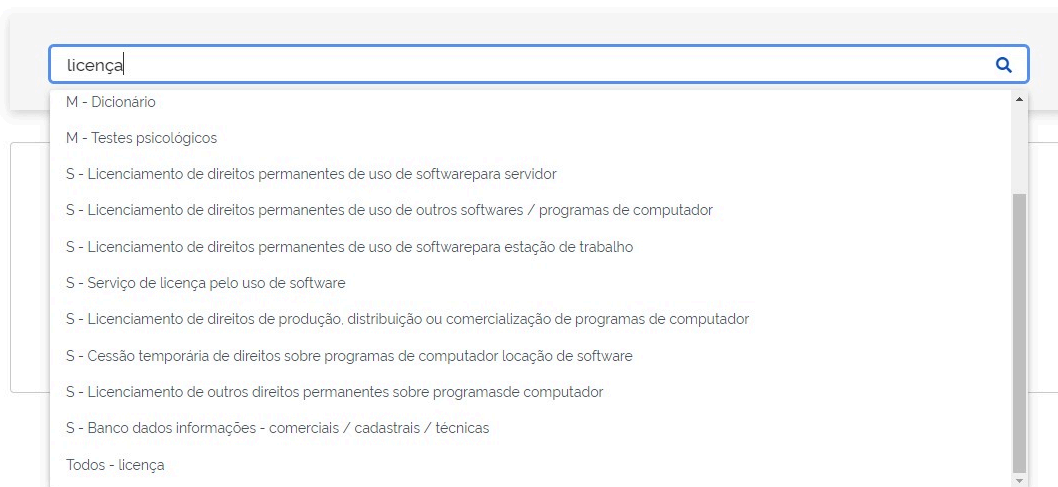 licença
M - Dicionário
M - Testes psicológicos
S - Licenciamento de direitos permanentes de uso de softwarepara servidor
S - Licenciamento de direitos permanentes de uso de outros softwares / programas de computador
S - Licenciamento de direitos permanentes de uso de softwarepara estação de trabalho
S - Serviço de licença pelo uso de software
S - Licenciamento de direitos de produção, distribuição ou comercialização de programas de computador
S - Cessão temporária de direitos sobre programas de computador locação de software
S - Licenciamento de outros direitos permanentes sobre programasde computador
S - Banco dados informações - comerciais / cadastrais / técnicas
Todos - licença